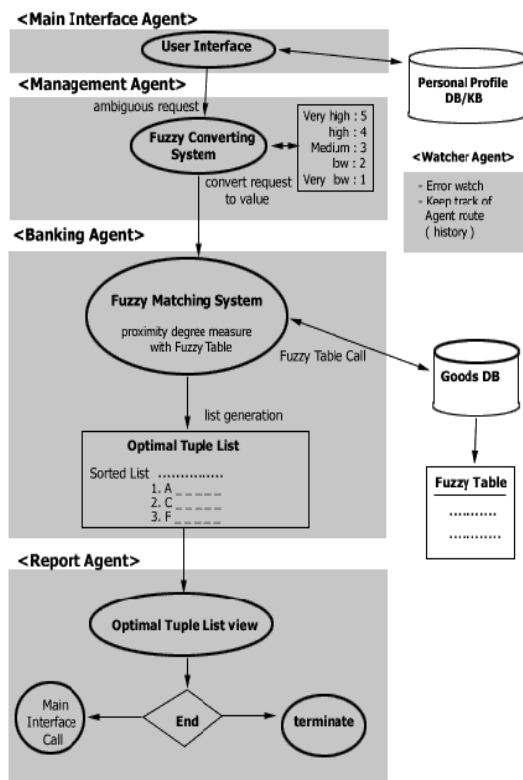 <Main Interface Agent>
User Interface
Personal Profile
DB/KB
<Management Agent>
ambiguous request
Fuzzy Converting
System
Very high : 5
high : 4
Medium : 3
low : 2
Very low : 1
convert request
to value
<Watcher Agent>
- Error watch
- Keep track of
Agent route
( history )
<Banking Agent>
Fuzzy Matching System
proximity degree measure
with Fuzzy Table
Fuzzy Table Call
Goods DB
list generation
Optimal Tuple List
Sorted List ...............
1. A _ _ _ _ _
2. C _ _ _ _ _
3. F _ _ _ _ _
Fuzzy Table
...........
............
<Report Agent>
Optimal Tuple List view
Main
Interface
Call
End
terminate